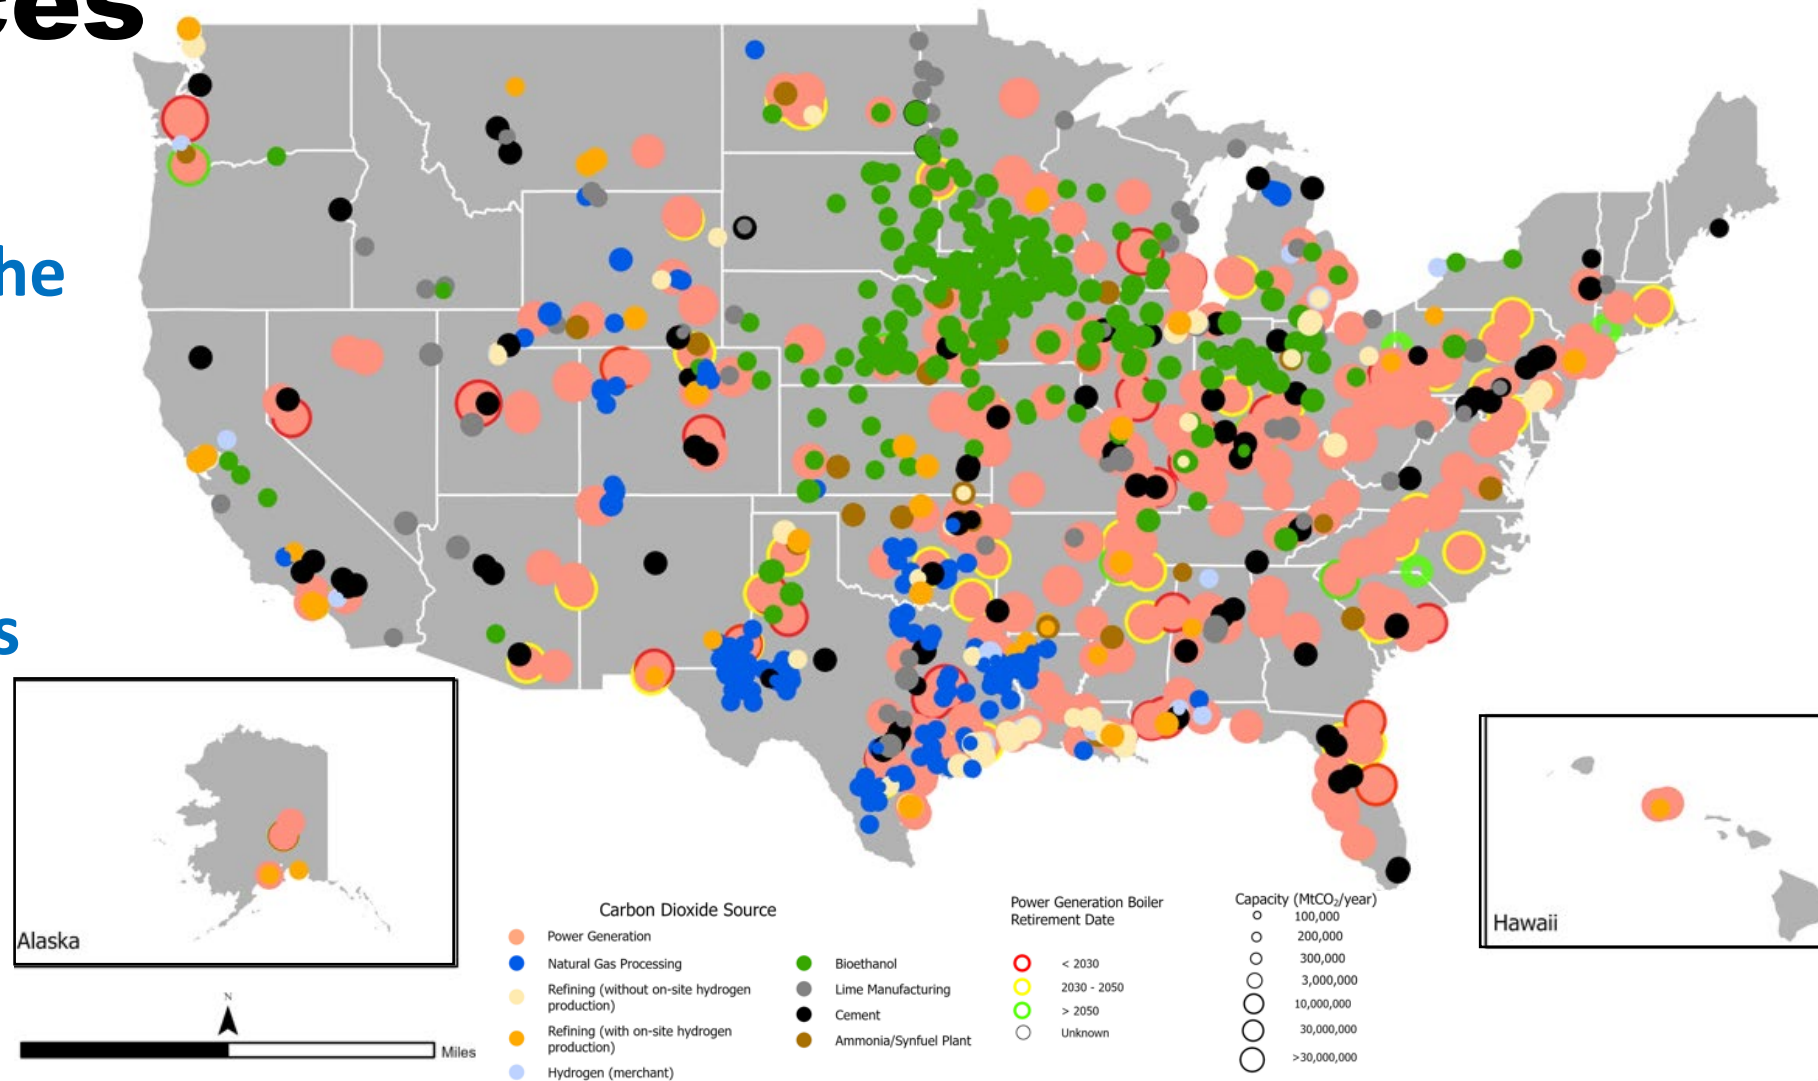 ces
he
s
Alaska
Hawaii
N
Miles
Carbon Dioxide Source
Power Generation
Natural Gas Processing
Refining (without on-site hydrogen
production)
Refining (with on-site hydrogen
production)
Hydrogen (merchant)
Bioethanol
Lime Manufacturing
Cement
Ammonia/Synfuel Plant
Power Generation Boiler
Retirement Date
< 2030
2030 - 2050
> 2050
Unknown
Capacity (MtCO₂/year)
100,000
200,000
300,000
3,000,000
10,000,000
30,000,000
>30,000,000